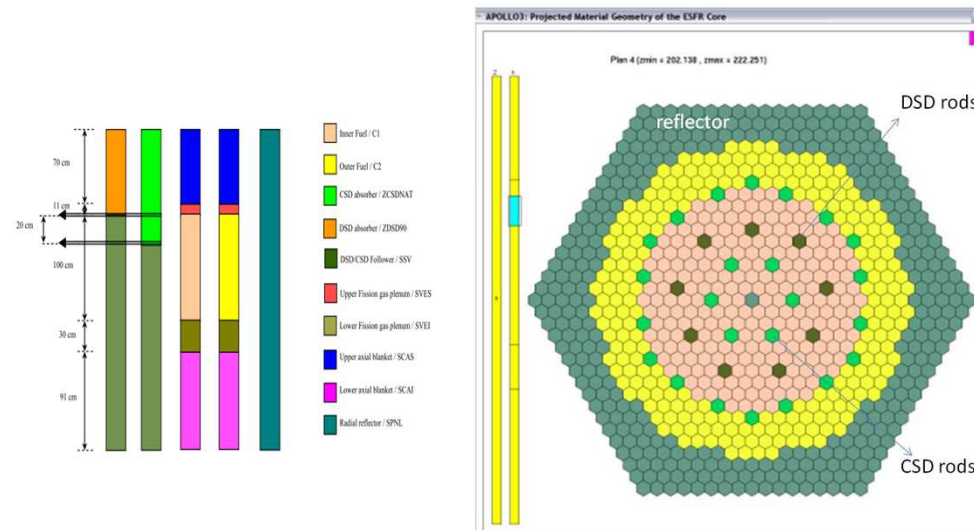 70 cm
11 cm
20 cm
100 cm
30 cm
91 cm
Inner Fuel / C1
Outer Fuel / C2
CSD absorber / ZCSDNAT
DSD absorber / ZDSD90
DSD/CSD Follower / SSV
Upper Fission gas plenum / SVES
Lower Fission gas plenum / SVEI
Upper axial blanket / SCAS
Lower axial blanket / SCAI
Radial reflector / SPNL
APOLLO3: Projected Material Geometry of the ESFR Core
Plan 4 (zmin = 202.138 , zmax = 222.251)
DSD rods
reflector
CSD rods